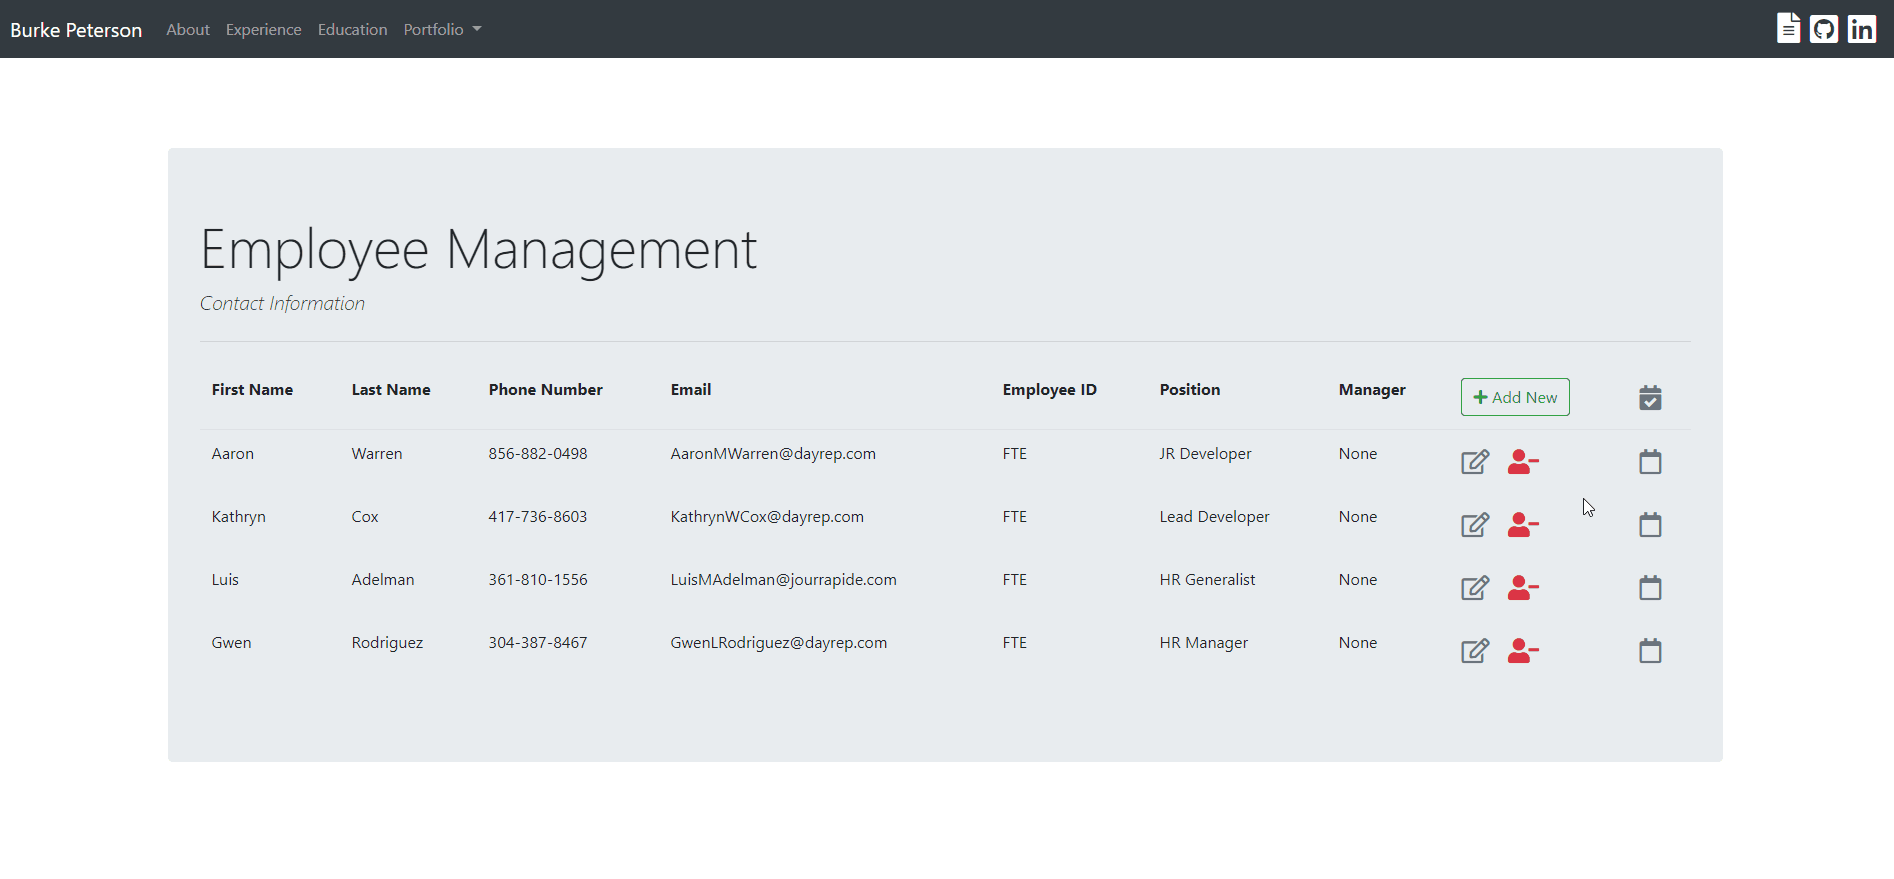 Burke Peterson About Experience Education Portfolio in
Employee Management
Contact Information
First Name Last Name Phone Number Email Employee ID Position Manager Add New
Aaron Warren 856-882-0498 AaronMWarren@dayrep.com FTE JR Developer None
Kathryn Cox 417-736-8603 KathrynWCox@dayrep.com FTE Lead Developer None
Luis Adelman 361-810-1556 LuisMAdelman@jourrapide.com FTE HR Generalist None
Gwen Rodriguez 304-387-8467 GwenLRodriguez@dayrep.com FTE HR Manager None